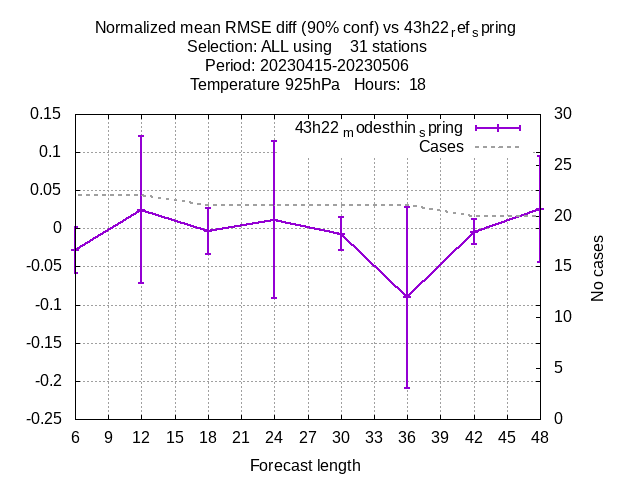 Normalized mean RMSE diff (90% conf) vs 43h22refspring
Selection: ALL using 31 stations
Period: 20230415-20230506
Temperature 925hPa Hours: 18
43h22modesthinspring
Cases
0.15
0.1
0.05
0
-0.05
-0.1
-0.15
-0.2
-0.25
30
25
20
15
10
5
0
No cases
6 9 12 15 18 21 24 27 30 33 36 39 42 45 48
Forecast length